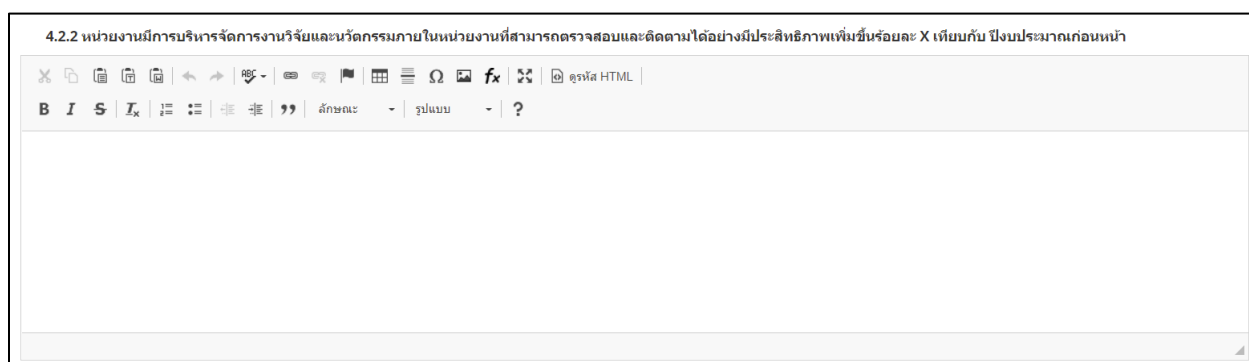 4.2.2 หน่วยงานมีการบริหารจัดการงานวิจัยและนวัตกรรมภายในหน่วยงานที่สามารถตรวจสอบและติดตามได้อย่างมีประสิทธิภาพเพิ่มขึ้นร้อยละ X เทียบกับ ปีงบประมาณก่อนหน้า
ABC Ω fx ดูรหัส HTML
B I S Ix ลักษณะ รูปแบบ ?